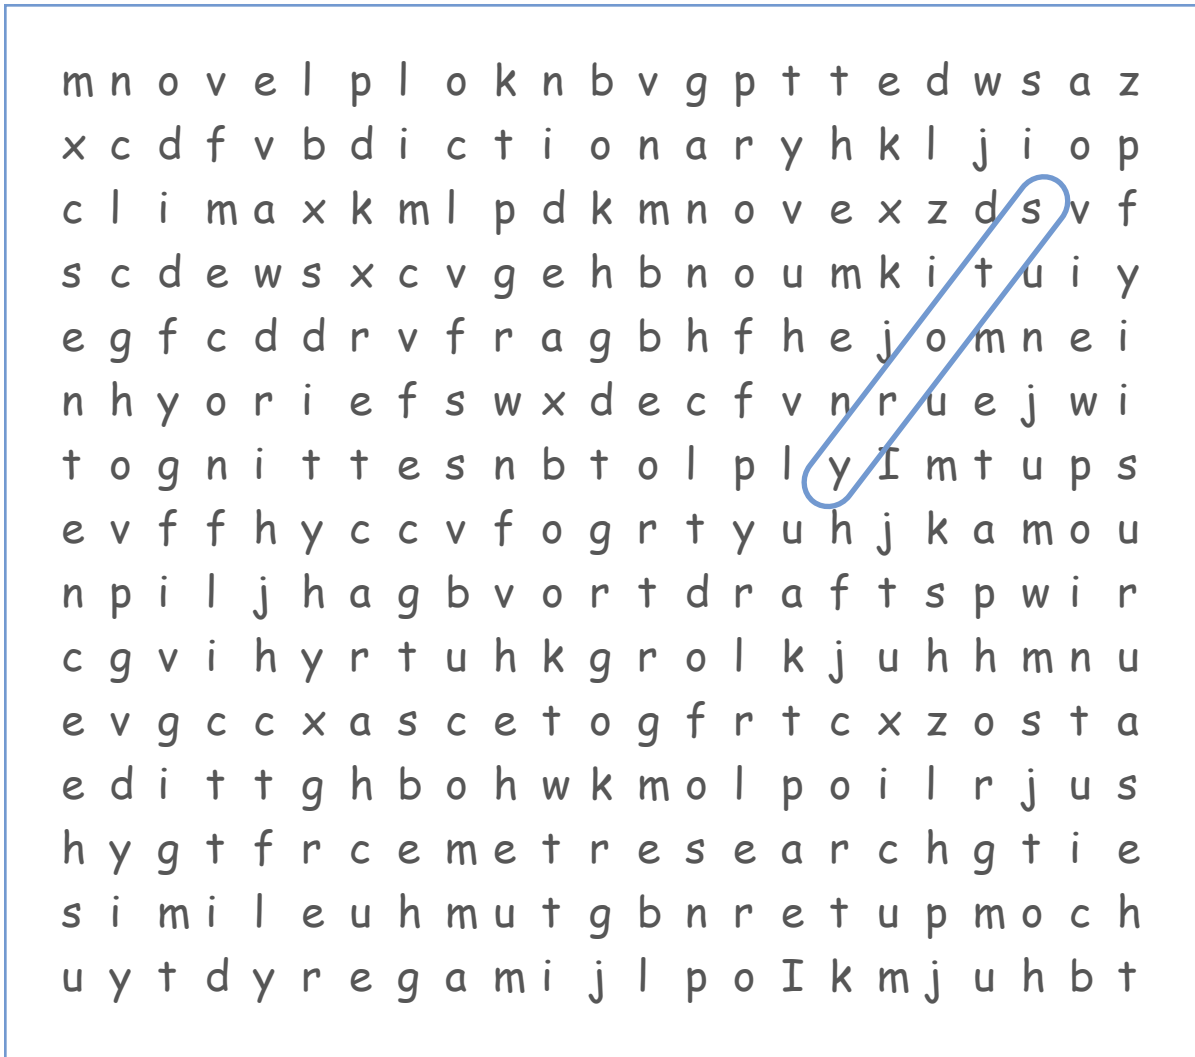 m n o v e l p l o k n b v g p t t e d w s a z
x c d f v b d i c t i o n a r y h k l j i o p
c l i m a x k m l p d k m n o v e x z d s v f
s c d e w s x c v g e h b n o u m k i t u i y
e g f c d d r v f r a g b h f h e j o m n e i
n h y o r i e f s w x d e c f v n r u e j w i
t o g n i t t e s n b t o l p l y I m t u p s
e v f f h y c c v f o g r t y u h j k a m o u
n p i l j h a g b v o r t d r a f t s p w i r
c g v i h y r t u h k g r o l k j u h h m n u
e v g c c x a s c e t o g f r t c x z o s t a
e d i t t g h b o h w k m o l p o i l r j u s
h y g t f r c e m e t r e s e a r c h g t i e
s i m i l e u h m u t g b n r e t u p m o c h
u y t d y r e g a m i j l p o I k m j u h b t